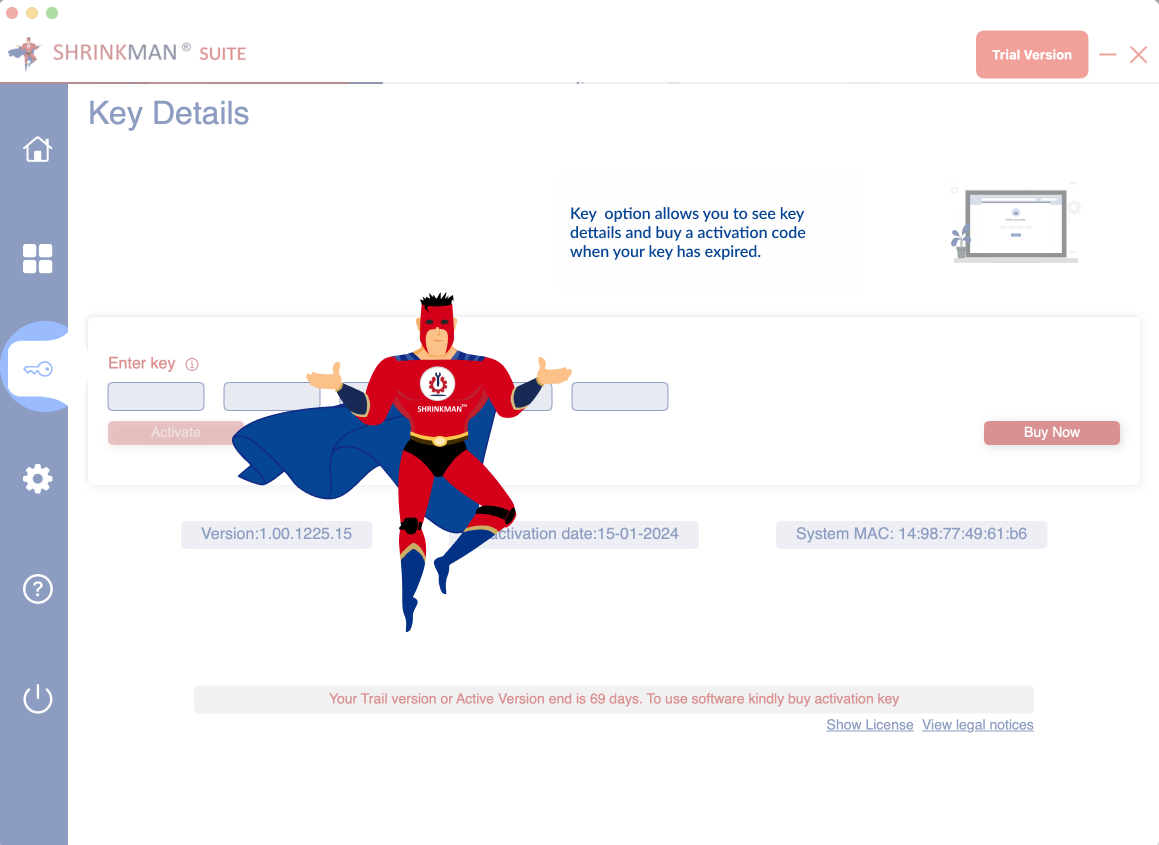 SHRINKMAN ® SUITE
Trial Version
Key Details
Key option allows you to see key
dettails and buy a activation code
when your key has expired.
Enter key
SHRINKMAN™
Activate
Buy Now
Version:1.00.1225.15
activation date:15-01-2024
System MAC: 14:98:77:49:61:b6
Your Trail version or Active Version end is 69 days. To use software kindly buy activation key
Show License View legal notices